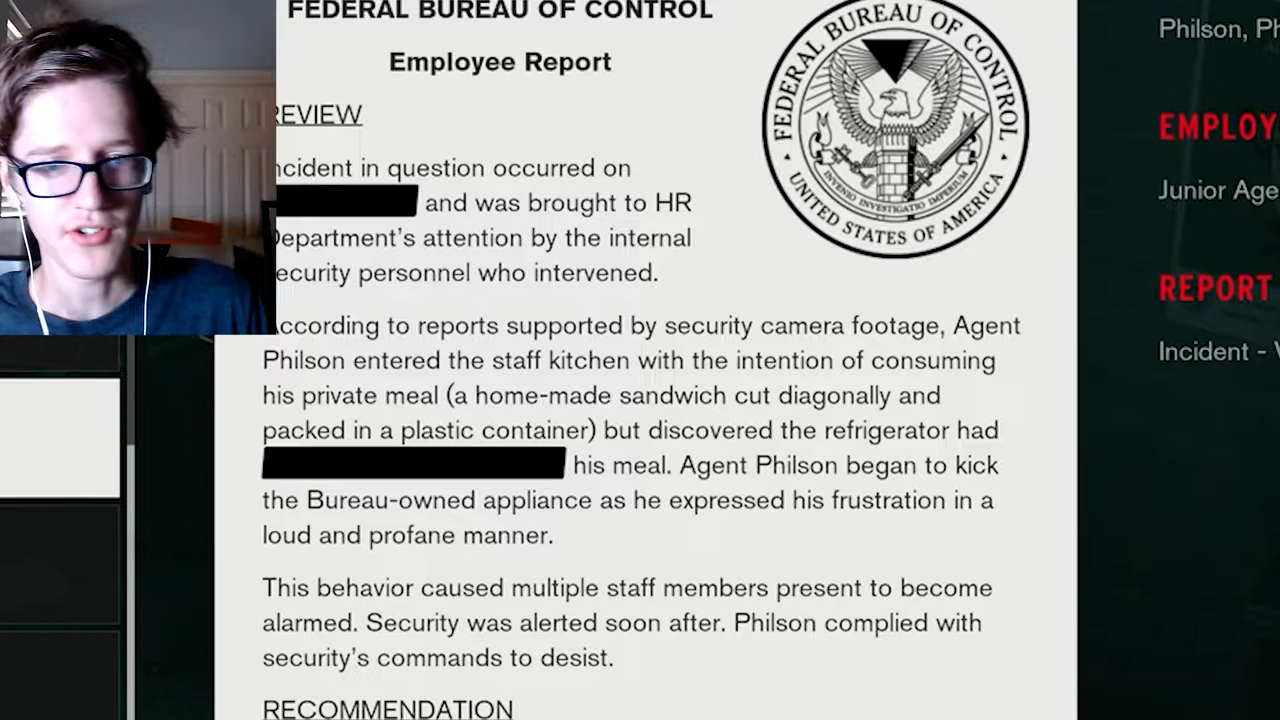 FEDERAL BUREAU OF CONTROL
Employee Report
REVIEW
ncident in question occurred on
and was brought to HR
Department's attention by the internal
ecurity personnel who intervened.
According to reports supported by security camera footage, Agent
Philson entered the staff kitchen with the intention of consuming
his private meal (a home-made sandwich cut diagonally and
packed in a plastic container) but discovered the refrigerator had
his meal. Agent Philson began to kick
the Bureau-owned appliance as he expressed his frustration in a
loud and profane manner.
This behavior caused multiple staff members present to become
alarmed. Security was alerted soon after. Philson complied with
security's commands to desist.
RECOMMENDATION
FEDERAL BUREAU OF CONTROL
INVENIO INVESTIGATIO IMPERIUM
UNITED STATES OF AMERICA
Philson, Ph
EMPLOY
Junior Age
REPORT
Incident -